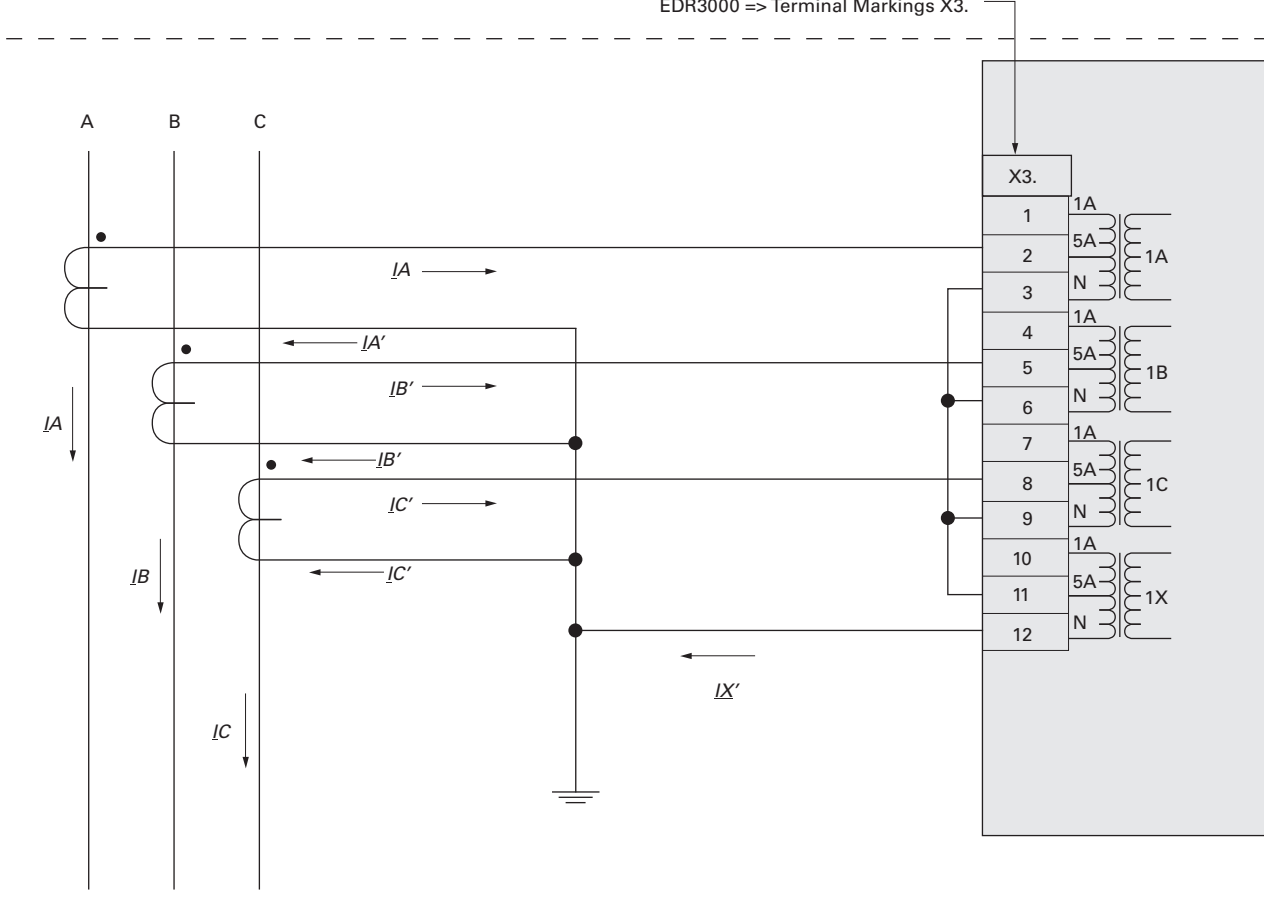 EDR3000 => Terminal Markings X3.
A B C
X3.
1 1A
2 5A 1A
3 N
IA
4 1A
IA'
5 5A 1B
IB'
6 N
IA
7 1A
IB'
8 5A 1C
IC'
9 N
10 1A
IC'
IB
11 5A 1X
12 N
IX'
IC